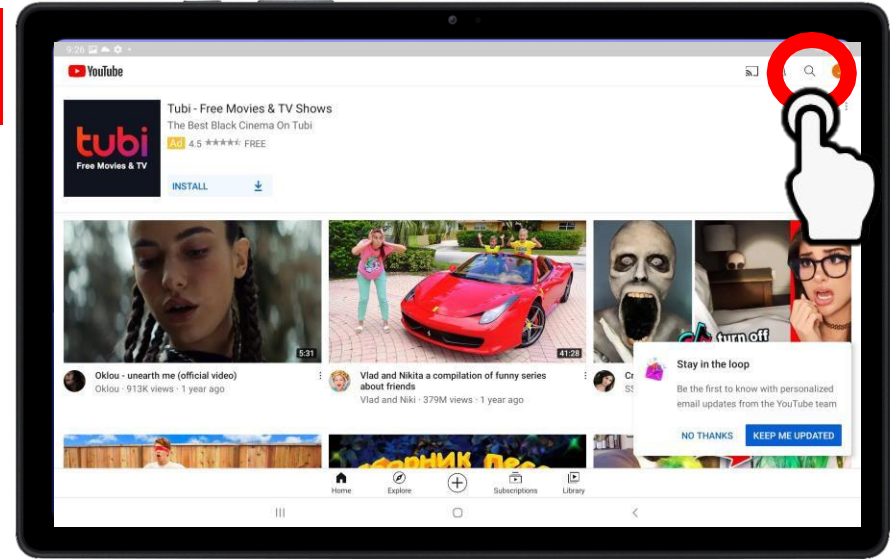 9:26
YouTube
Tubi - Free Movies & TV Shows
The Best Black Cinema On Tubi
Ad 4.5 FREE
INSTALL
tubi
Free Movies & TV
turn off
5:31
41:28
Oklou - unearth me (official video)
Oklou · 913K views · 1 year ago
Vlad and Nikita a compilation of funny series
about friends
Vlad and Niki · 379M views · 1 year ago
Stay in the loop
Be the first to know with personalized
email updates from the YouTube team
NO THANKS KEEP ME UPDATED
Home Explore Subscriptions Library